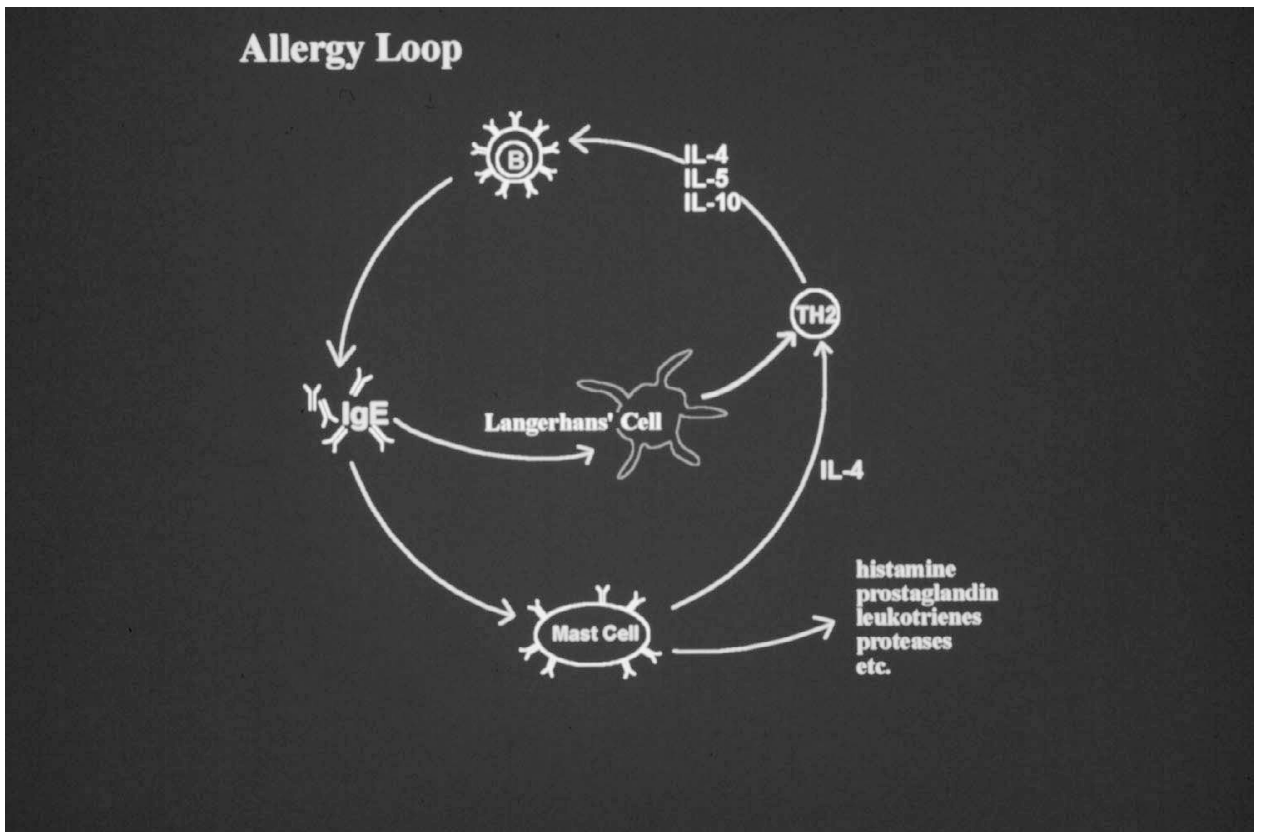 Allergy Loop
B
IL-4
IL-5
IL-10
TH2
IgE
Langerhans' Cell
IL-4
Mast Cell
histamine
prostaglandin
leukotrienes
proteases
etc.